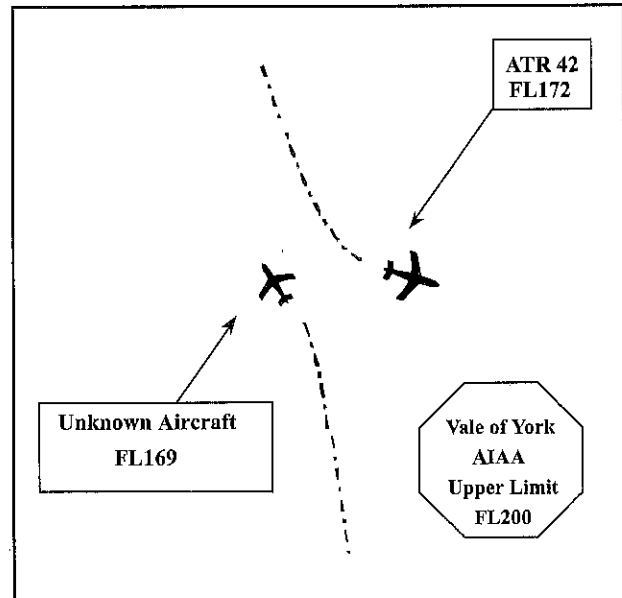 ATR 42
FL172
Unknown Aircraft
FL169
Vale of York
AIAA
Upper Limit
FL200